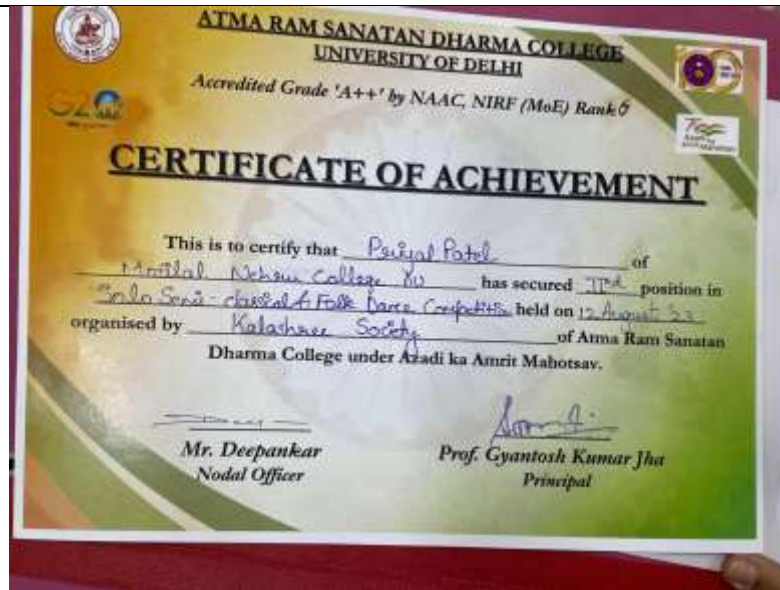 ATMA RAM SANATAN DHARMA COLLEGE
UNIVERSITY OF DELHI
Accredited Grade 'A++' by NAAC, NIRF (MoE) Rank 6
G20
CERTIFICATE OF ACHIEVEMENT
This is to certify that Priyal Patel of
Motilal Nehru College DU has secured IInd position in
Solo Semi-classical & Folk Dance Competition held on 12 August 23
organised by Kalashree Society of Atma Ram Sanatan
Dharma College under Azadi ka Amrit Mahotsav.
Mr. Deepankar
Nodal Officer
Prof. Gyantosh Kumar Jha
Principal